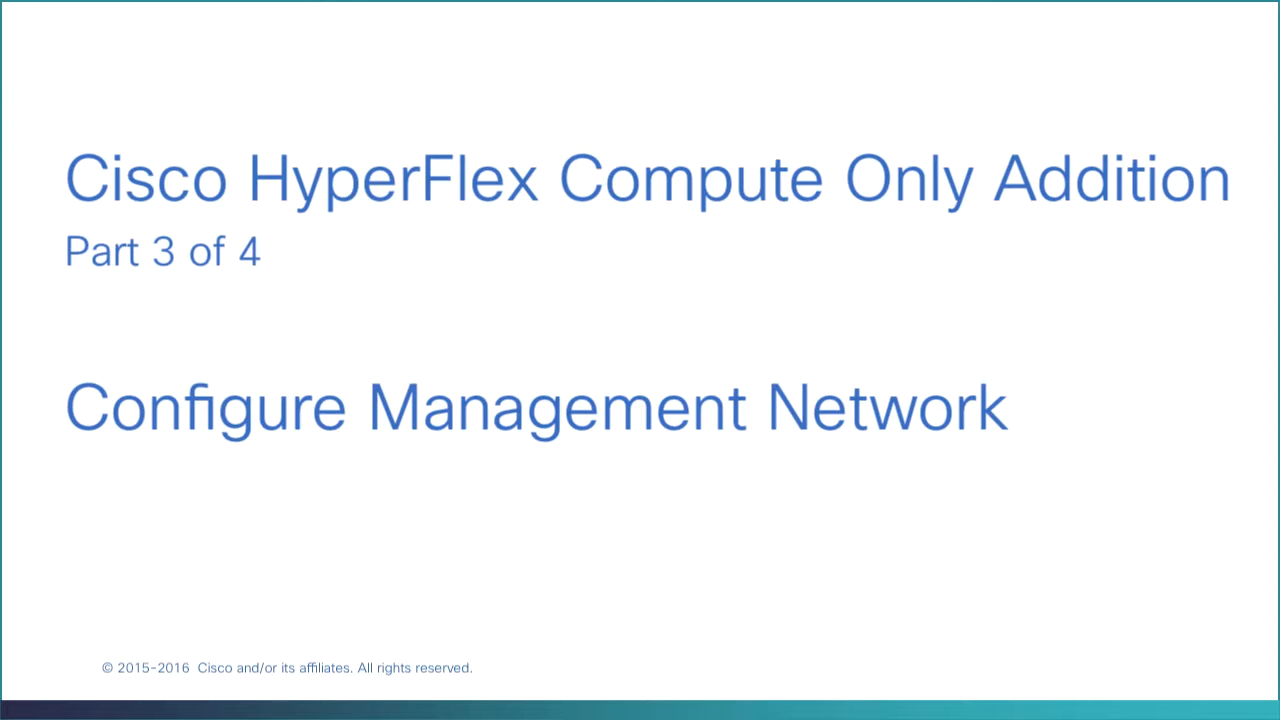 Cisco HyperFlex Compute Only Addition
Part 3 of 4
Configure Management Network
© 2015-2016 Cisco and/or its affiliates. All rights reserved.